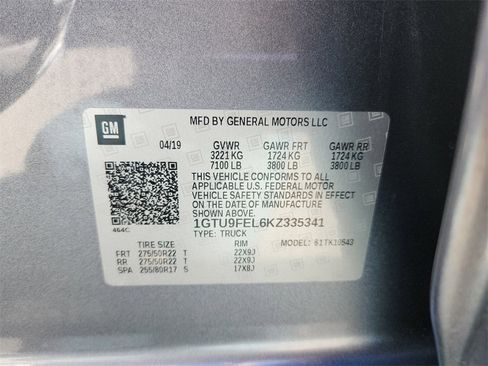 GM
MFD BY GENERAL MOTORS LLC
04/19 GVWR GAWR FRT GAWR RR
3221 KG 1724 KG 1724 KG
7100 LB 3800 LB 3800 LB
THIS VEHICLE CONFORMS TO ALL
APPLICABLE U.S. FEDERAL MOTOR
VEHICLE SAFETY STANDARDS IN EFFECT
ON THE DATE OF MANUFACTURE
SHOWN ABOVE.
1GTU9FEL6KZ335341
TYPE: TRUCK MODEL: 61TK10543
464C
TIRE SIZE RIM
FRT 275/50R22 T 22X9J
RR 275/50R22 T 22X9J
SPA 255/80R17 S 17X8J